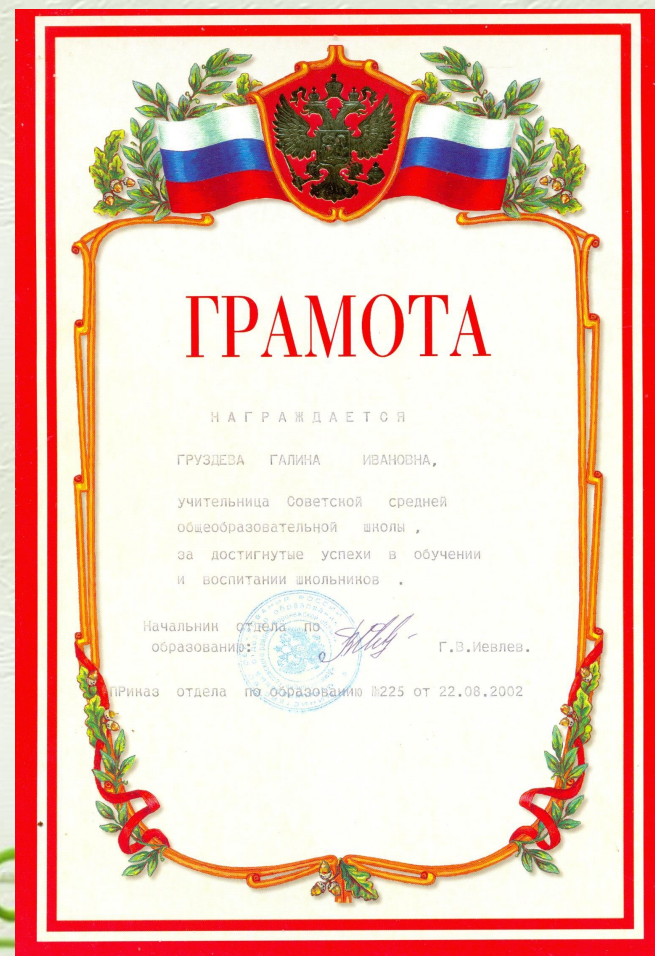 ГРАМОТА
НАГРАЖДАЕТСЯ
ГРУЗДЕВА ГАЛИНА ИВАНОВНА,
учительница Советской средней
общеобразовательной школы ,
за достигнутые успехи в обучении
и воспитании школьников .
Начальник отдела по
образованию: Г.В.Иевлев.
Приказ отдела по образованию №225 от 22.08.2002